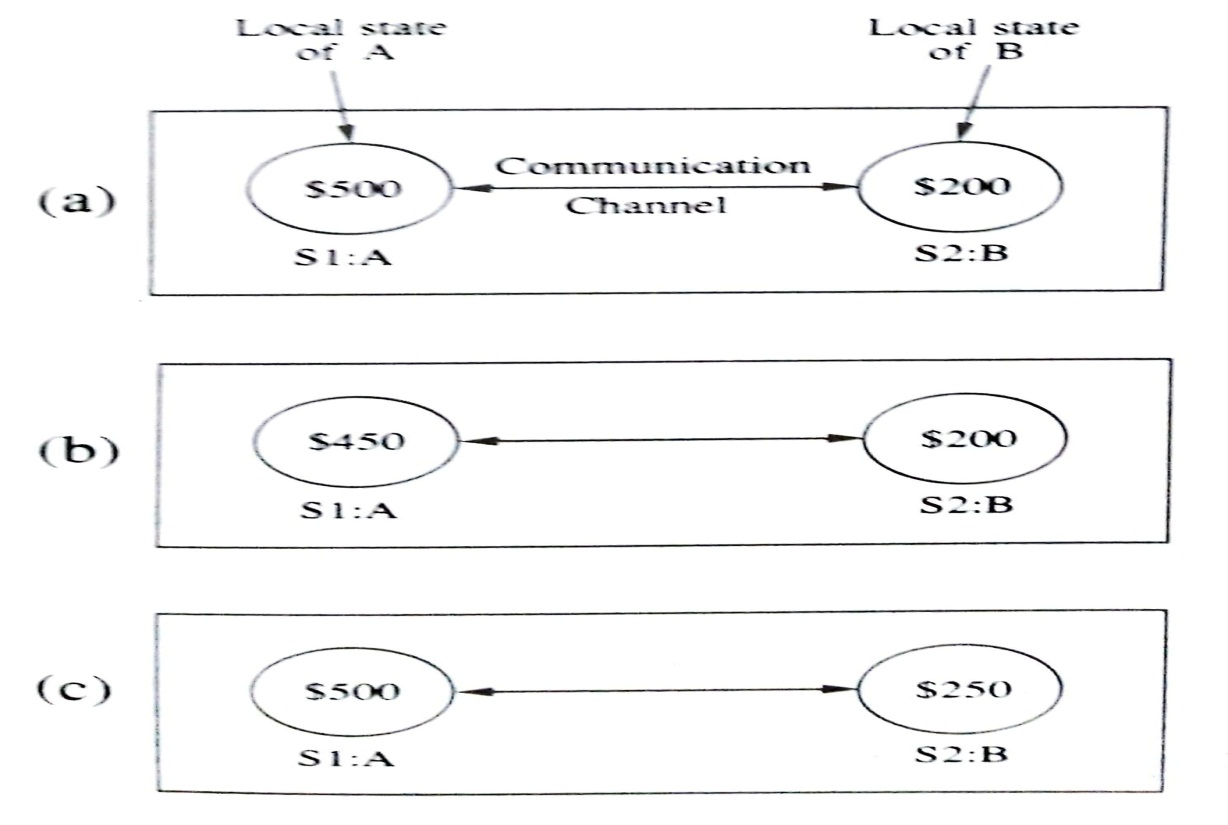 Local state
of A
Local state
of B
(a)
$500
Communication
Channel
$200
S1:A
S2:B
(b)
$450
$200
S1:A
S2:B
(c)
$500
$250
S1:A
S2:B